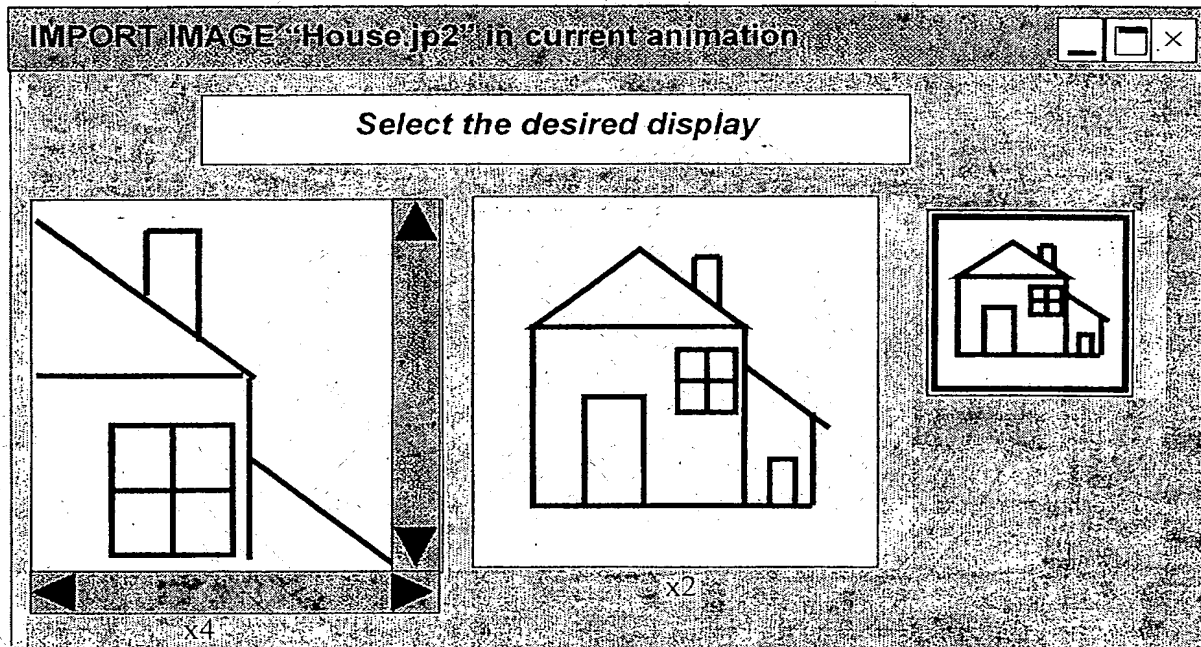 IMPORT IMAGE “House.jp2” in current animation
Select the desired display
x4
x2